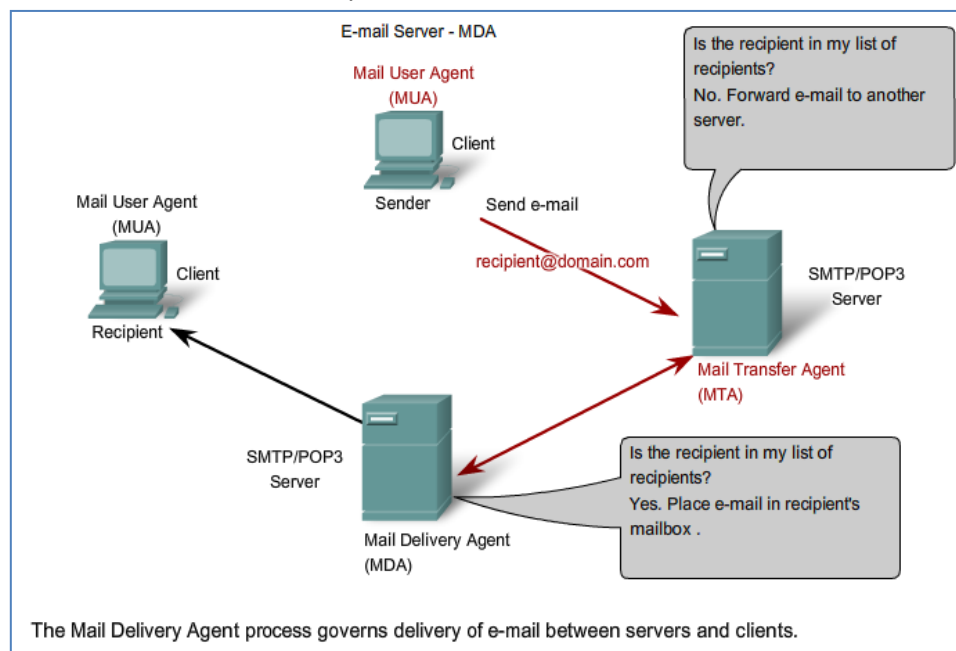 E-mail Server - MDA
Is the recipient in my list of
recipients?
No. Forward e-mail to another
server.
Mail User Agent
(MUA)
Client
Sender
Send e-mail
recipient@domain.com
Mail User Agent
(MUA)
Client
Recipient
SMTP/POP3
Server
Mail Transfer Agent
(MTA)
SMTP/POP3
Server
Mail Delivery Agent
(MDA)
Is the recipient in my list of
recipients?
Yes. Place e-mail in recipient's
mailbox .
The Mail Delivery Agent process governs delivery of e-mail between servers and clients.